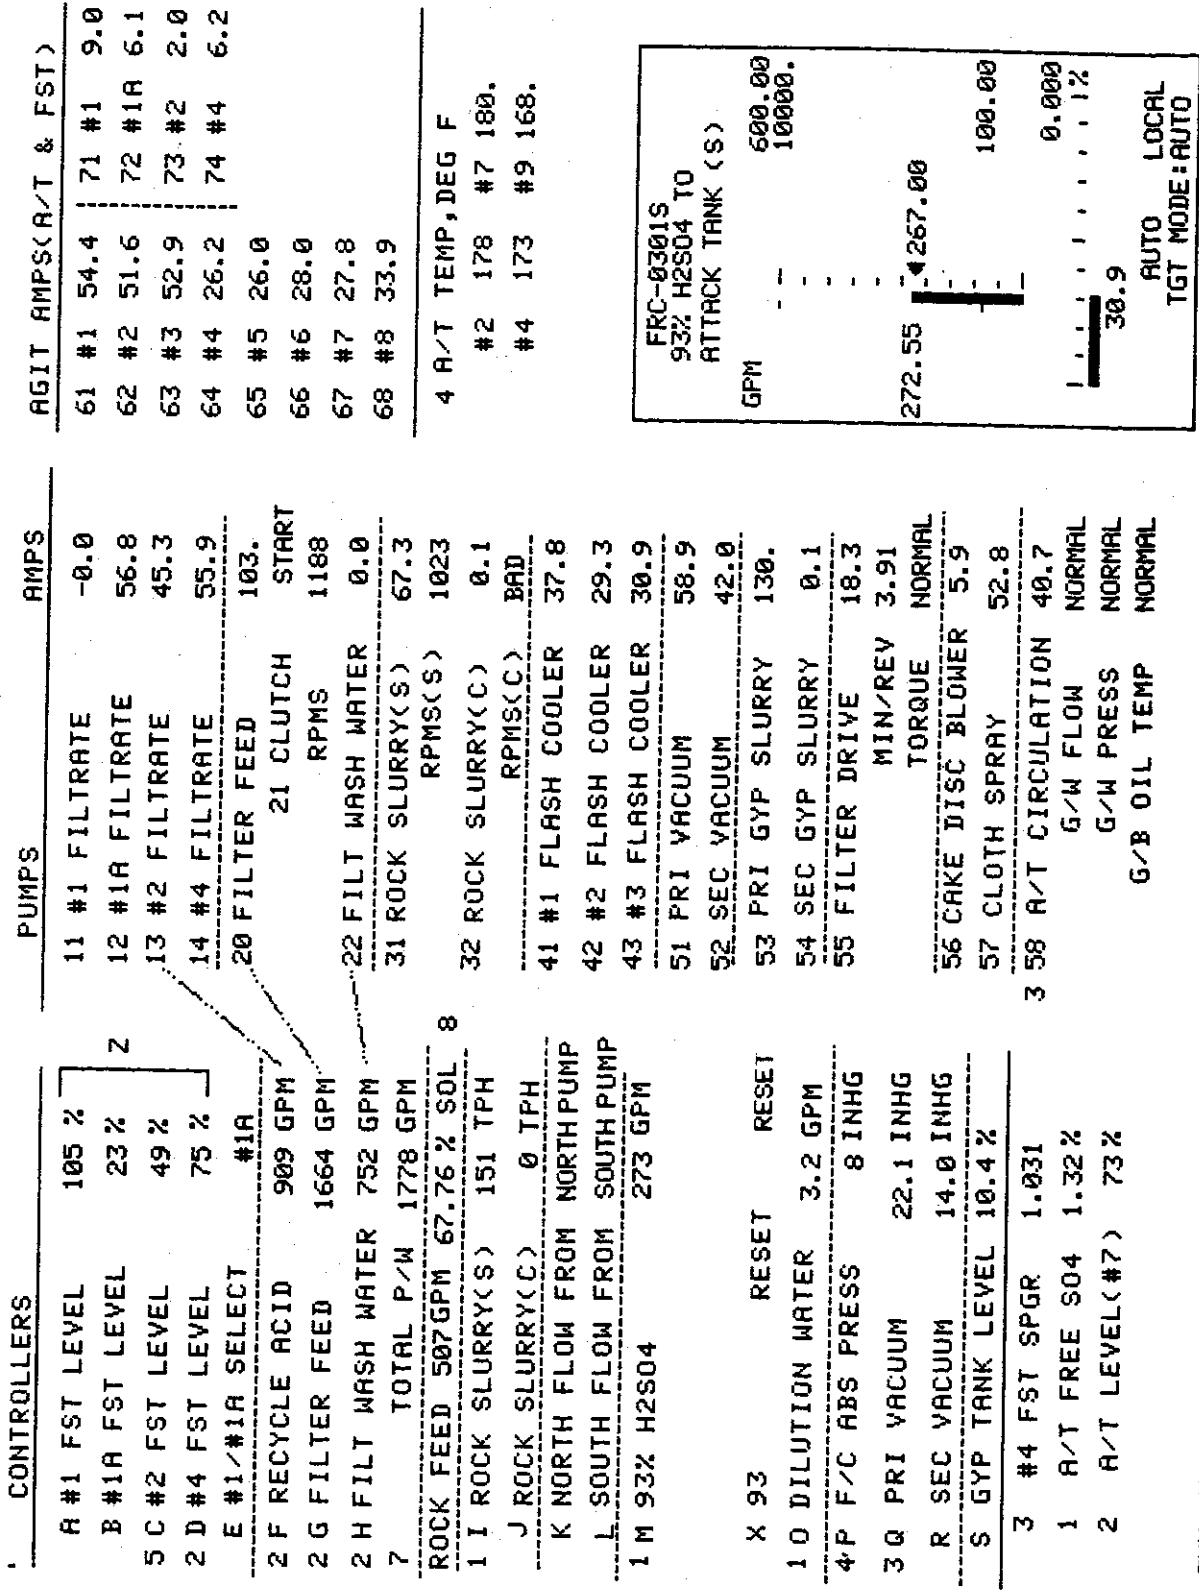 CONTROLLERS
A #1 FST LEVEL 105 %
B #1A FST LEVEL 23 % 2
5 C #2 FST LEVEL 49 %
2 D #4 FST LEVEL 75 %
E #1/#1A SELECT #1A
2 F RECYCLE ACID 909 GPM
2 G FILTER FEED 1664 GPM
2 H FILT WASH WATER 752 GPM
7 TOTAL P/W 1778 GPM
ROCK FEED 507 GPM 67.76 % SOL 8
1 I ROCK SLURRY(S) 151 TPH
J ROCK SLURRY(C) 0 TPH
K NORTH FLOW FROM NORTH PUMP
L SOUTH FLOW FROM SOUTH PUMP
1 M 93% H2SO4 273 GPM
X 93 RESET RESET
1 O DILUTION WATER 3.2 GPM
4 P F/C ABS PRESS 8 INHG
3 Q PRI VACUUM 22.1 INHG
R SEC VACUUM 14.0 INHG
S GYP TANK LEVEL 10.4 %
3 #4 FST SPGR 1.031
1 A/T FREE SO4 1.32 %
2 A/T LEVEL(#7) 73 %
PUMPS AMPS
11 #1 FILTRATE -0.0
12 #1A FILTRATE 56.8
13 #2 FILTRATE 45.3
14 #4 FILTRATE 55.9
20 FILTER FEED 103.
21 CLUTCH START
RPMS 1188
22 FILT WASH WATER 0.0
31 ROCK SLURRY(S) 67.3
RPMS(S) 1023
32 ROCK SLURRY(C) 0.1
RPMS(C) BAD
41 #1 FLASH COOLER 37.8
42 #2 FLASH COOLER 29.3
43 #3 FLASH COOLER 30.9
51 PRI VACUUM 58.9
52 SEC VACUUM 42.0
53 PRI GYP SLURRY 130.
54 SEC GYP SLURRY 0.1
55 FILTER DRIVE 18.3
MIN/REV 3.91
TORQUE NORMAL
56 CAKE DISC BLOWER 5.9
57 CLOTH SPRAY 52.8
3 58 A/T CIRCULATION 40.7
G/W FLOW NORMAL
G/W PRESS NORMAL
G/B OIL TEMP NORMAL
AGIT AMPS(A/T & FST)
61 #1 54.4 71 #1 9.0
62 #2 51.6 72 #1A 6.1
63 #3 52.9 73 #2 2.0
64 #4 26.2 74 #4 6.2
65 #5 26.0
66 #6 28.0
67 #7 27.8
68 #8 33.9
4 A/T TEMP,DEG F
#2 178 #7 180.
#4 173 #9 168.
FRC-0301S
93% H2SO4 TO
ATTACK TANK (S)
GPM 600.00
10000.
272.55 267.00
100.00
0.000
1%
30.9
AUTO LOCAL
TGT MODE:AUTO